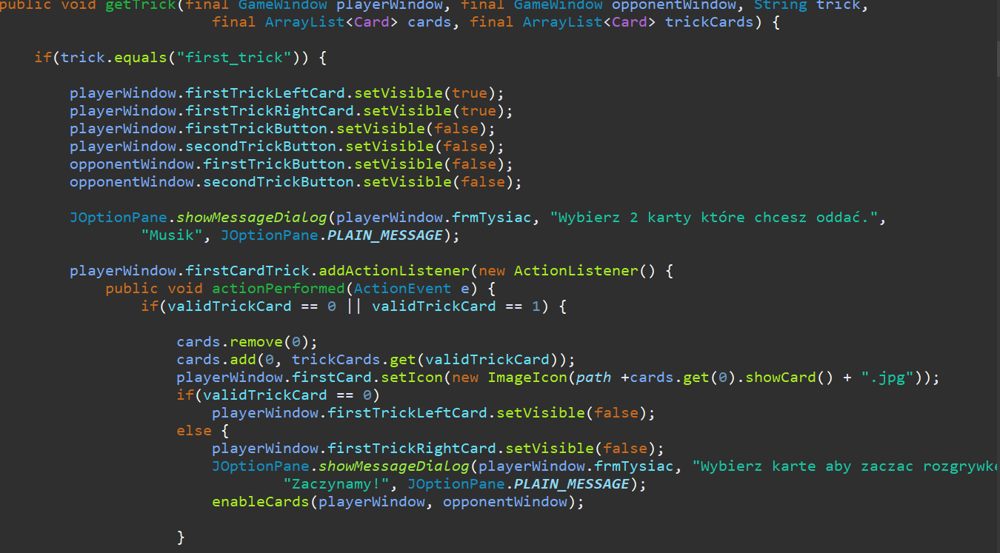 public void getTrick(final GameWindow playerWindow, final GameWindow opponentWindow, String trick,
final ArrayList<Card> cards, final ArrayList<Card> trickCards) {
if(trick.equals("first_trick")) {
playerWindow.firstTrickLeftCard.setVisible(true);
playerWindow.firstTrickRightCard.setVisible(true);
playerWindow.firstTrickButton.setVisible(false);
playerWindow.secondTrickButton.setVisible(false);
opponentWindow.firstTrickButton.setVisible(false);
opponentWindow.secondTrickButton.setVisible(false);
JOptionPane.showMessageDialog(playerWindow.frmTysiac, "Wybierz 2 karty które chcesz oddać.",
"Musik", JOptionPane.PLAIN_MESSAGE);
playerWindow.firstCardTrick.addActionListener(new ActionListener() {
public void actionPerformed(ActionEvent e) {
if(validTrickCard == 0 || validTrickCard == 1) {
cards.remove(0);
cards.add(0, trickCards.get(validTrickCard));
playerWindow.firstCard.setIcon(new ImageIcon(path +cards.get(0).showCard() + ".jpg"));
if(validTrickCard == 0)
playerWindow.firstTrickLeftCard.setVisible(false);
else {
playerWindow.firstTrickRightCard.setVisible(false);
JOptionPane.showMessageDialog(playerWindow.frmTysiac, "Wybierz karte aby zaczac
"Zaczynamy!", JOptionPane.PLAIN_MESSAGE);
enableCards(playerWindow, opponentWindow);
}